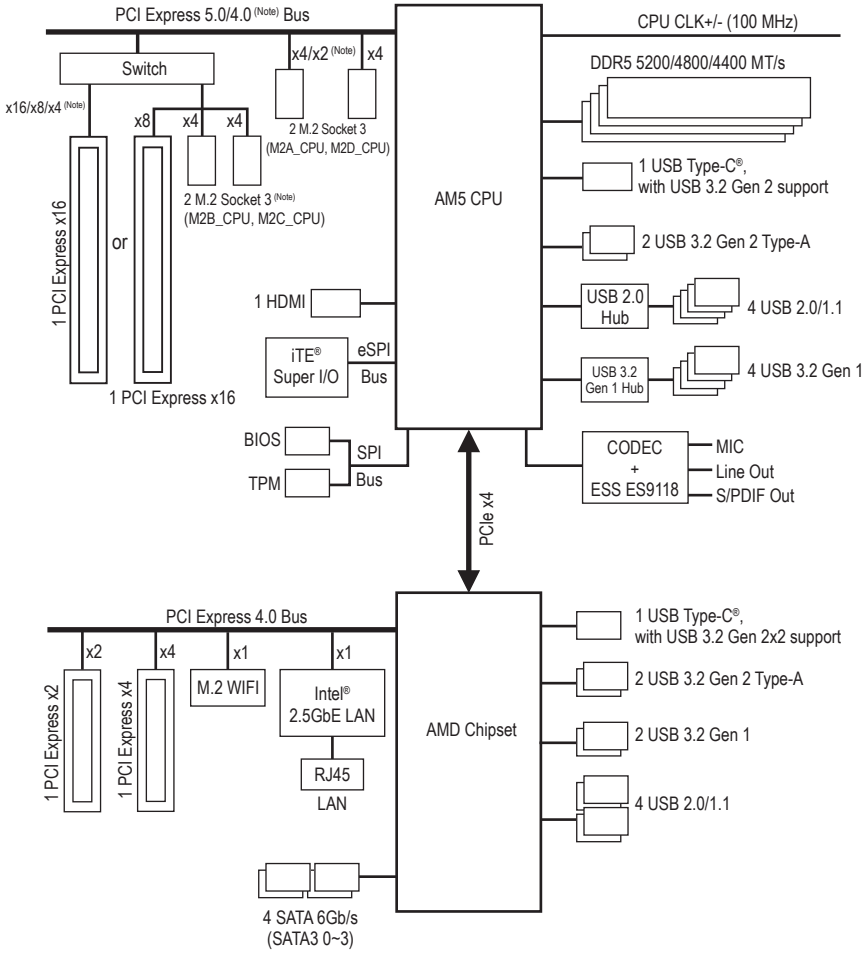 PCI Express 5.0/4.0 (Note) Bus
CPU CLK+/- (100 MHz)
Switch
x4/x2 (Note)
x4
DDR5 5200/4800/4400 MT/s
x16/x8/x4 (Note)
x8
x4
x4
2 M.2 Socket 3
(M2A_CPU, M2D_CPU)
1 USB Type-C®,
with USB 3.2 Gen 2 support
2 M.2 Socket 3 (Note)
(M2B_CPU, M2C_CPU)
AM5 CPU
1 PCI Express x16
or
2 USB 3.2 Gen 2 Type-A
1 HDMI
USB 2.0
Hub
4 USB 2.0/1.1
iTE®
Super I/O
eSPI
Bus
USB 3.2
Gen 1 Hub
4 USB 3.2 Gen 1
1 PCI Express x16
BIOS
TPM
SPI
Bus
CODEC
+
ESS ES9118
MIC
Line Out
S/PDIF Out
PCIe x4
PCI Express 4.0 Bus
1 USB Type-C®,
with USB 3.2 Gen 2x2 support
x2
x4
x1
x1
1 PCI Express x2
1 PCI Express x4
M.2 WIFI
Intel®
2.5GbE LAN
2 USB 3.2 Gen 2 Type-A
AMD Chipset
2 USB 3.2 Gen 1
RJ45
LAN
4 USB 2.0/1.1
4 SATA 6Gb/s
(SATA3 0~3)